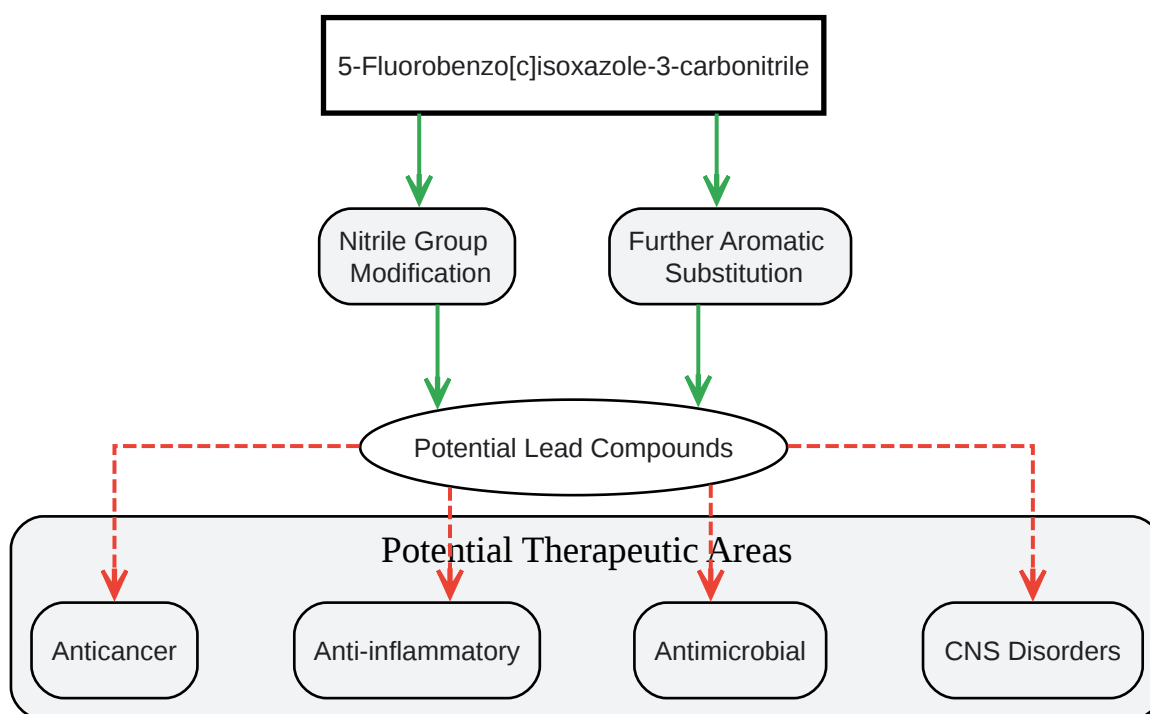 5-Fluorobenzo[c]isoxazole-3-carbonitrile
Nitrile Group
Modification
Further Aromatic
Substitution
Potential Lead Compounds
Potential Therapeutic Areas
Anticancer
Anti-inflammatory
Antimicrobial
CNS Disorders